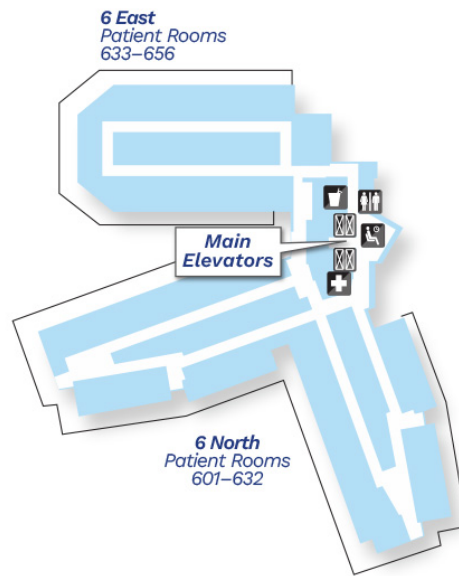 6 East
Patient Rooms
633–656
Main
Elevators
6 North
Patient Rooms
601–632